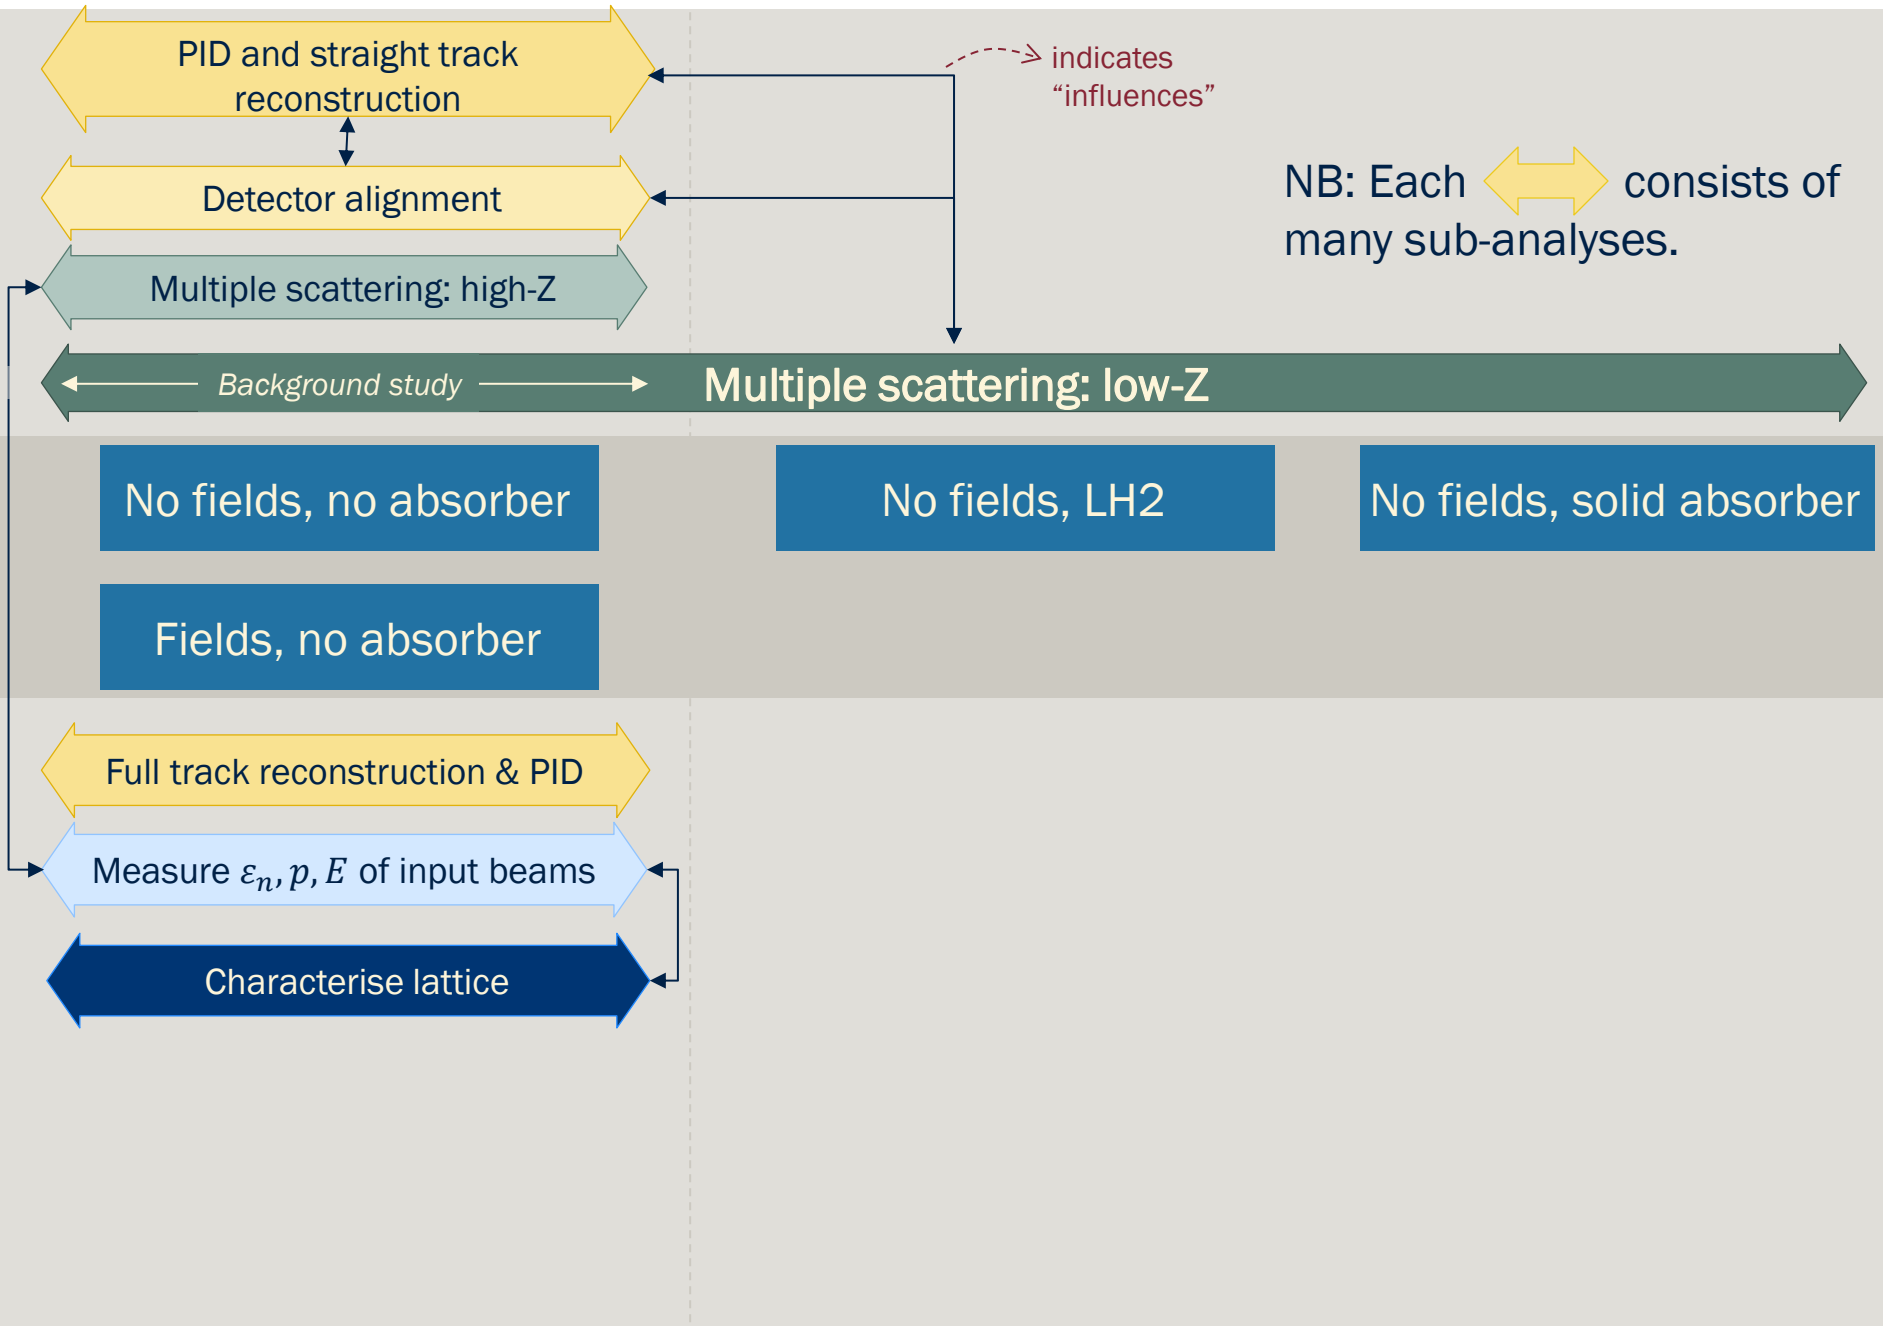 PID and straight track
reconstruction
indicates
“influences”
Detector alignment
NB: Each consists of
many sub-analyses.
Multiple scattering: high-Z
Background study
Multiple scattering: low-Z
No fields, no absorber
No fields, LH2
No fields, solid absorber
Fields, no absorber
Full track reconstruction & PID
Measure εₙ, p, E of input beams
Characterise lattice